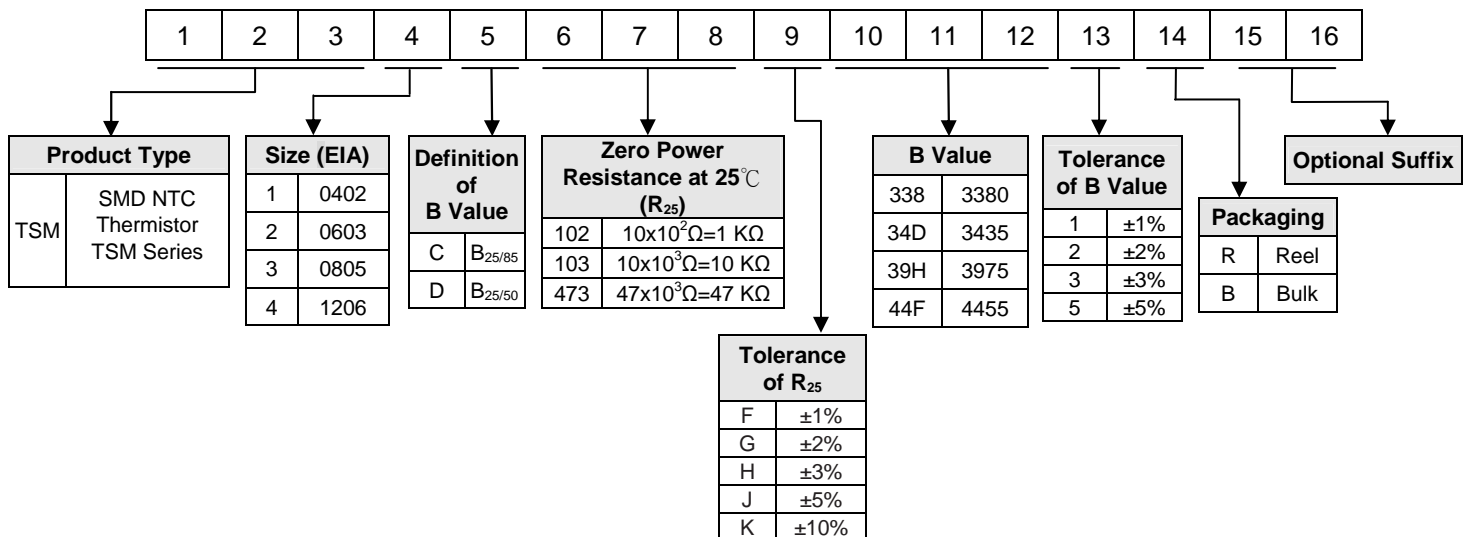 1 2 3 4 5 6 7 8 9 10 11 12 13 14 15 16
Product Type
TSM
SMD NTC
Thermistor
TSM Series
Size (EIA)
1 0402
2 0603
3 0805
4 1206
Definition
of
B Value
C B25/85
D B25/50
Zero Power
Resistance at 25℃
(R25)
102 10x10²Ω=1 KΩ
103 10x10³Ω=10 KΩ
473 47x10³Ω=47 KΩ
Tolerance
of R25
F ±1%
G ±2%
H ±3%
J ±5%
K ±10%
B Value
338 3380
34D 3435
39H 3975
44F 4455
Tolerance
of B Value
1 ±1%
2 ±2%
3 ±3%
5 ±5%
Packaging
R Reel
B Bulk
Optional Suffix